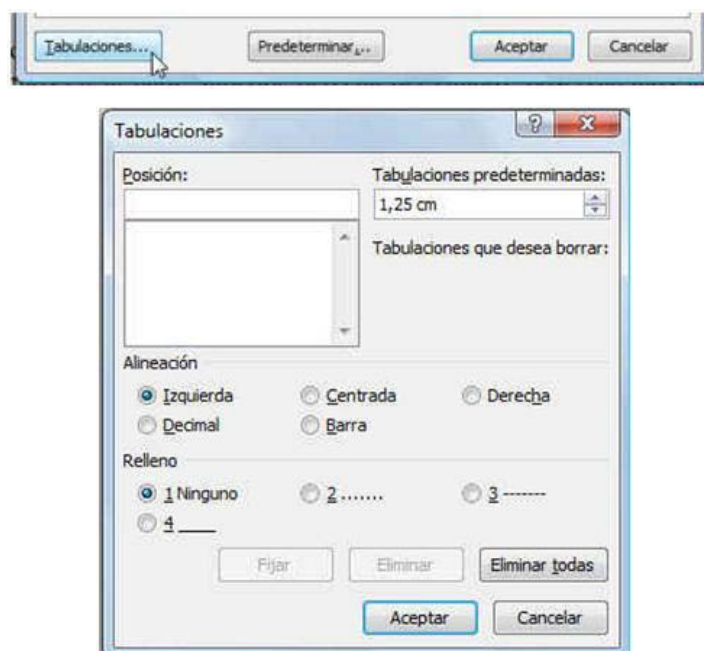 Tabulaciones... Predeterminar... Aceptar Cancelar
Tabulaciones
Posición: Tabulaciones predeterminadas:
1,25 cm
Tabulaciones que desea borrar:
Alineación
Izquierda Centrada Derecha
Decimal Barra
Relleno
1 Ninguno 2 ....... 3 -------
4 ____
Fijar Eliminar Eliminar todas
Aceptar Cancelar